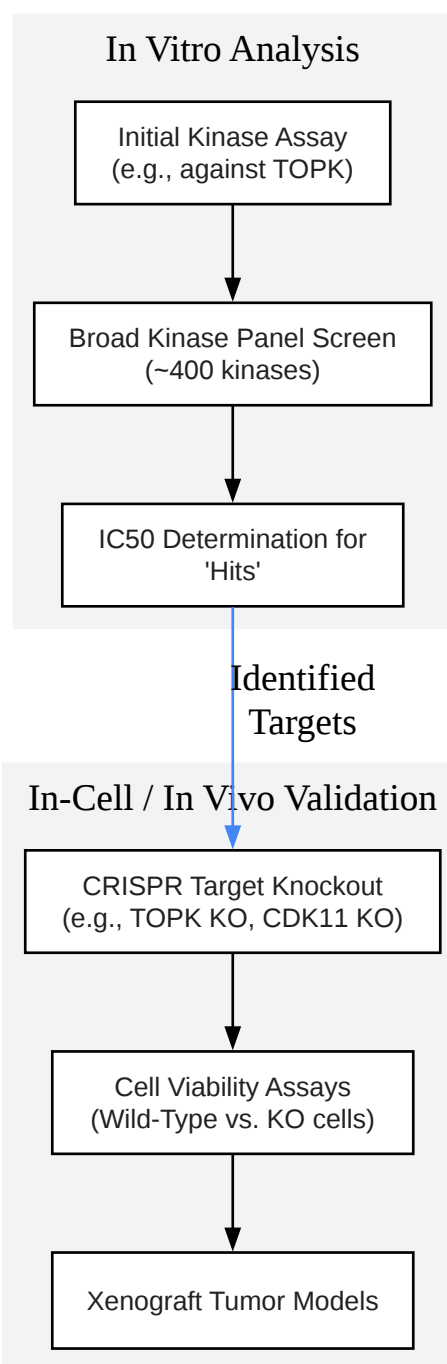 In Vitro Analysis
Initial Kinase Assay
(e.g., against TOPK)
Broad Kinase Panel Screen
(~400 kinases)
IC50 Determination for
'Hits'
Identified
Targets
In-Cell / In Vivo Validation
CRISPR Target Knockout
(e.g., TOPK KO, CDK11 KO)
Cell Viability Assays
(Wild-Type vs. KO cells)
Xenograft Tumor Models